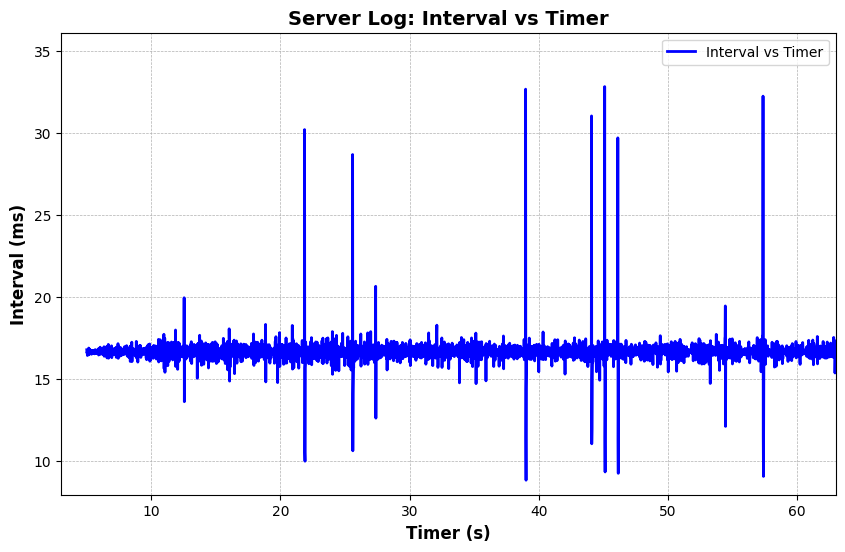 Server Log: Interval vs Timer
Interval vs Timer
35
30
25
20
15
10
Interval (ms)
10 20 30 40 50 60
Timer (s)